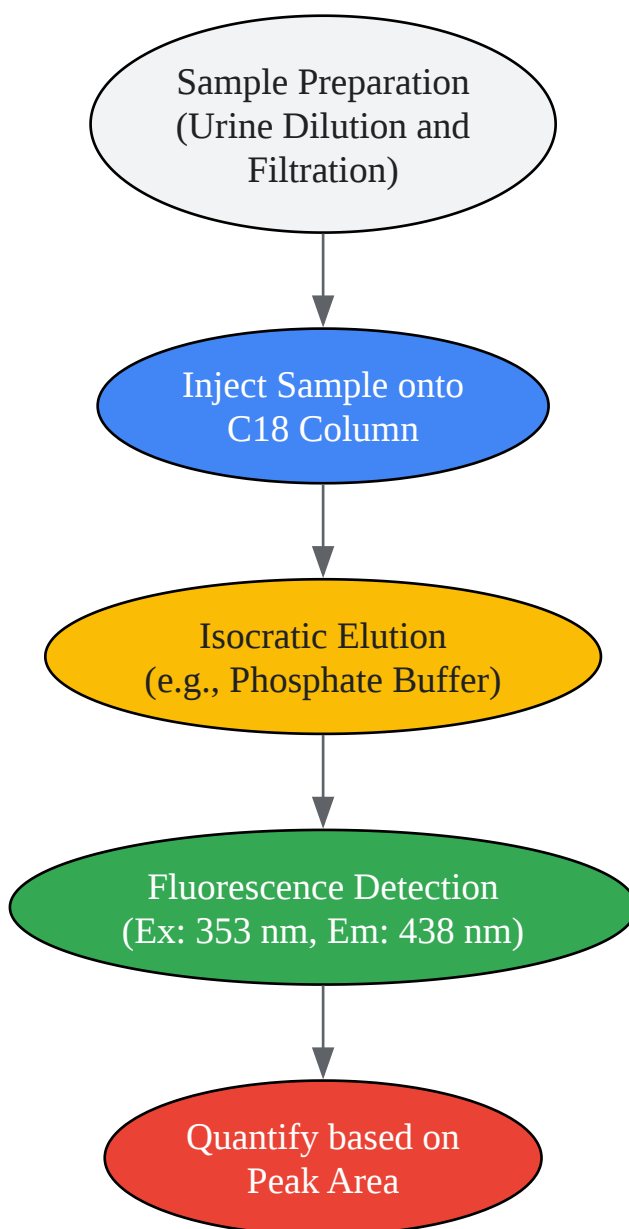 Sample Preparation
(Urine Dilution and
Filtration)
Inject Sample onto
C18 Column
Isocratic Elution
(e.g., Phosphate Buffer)
Fluorescence Detection
(Ex: 353 nm, Em: 438 nm)
Quantify based on
Peak Area